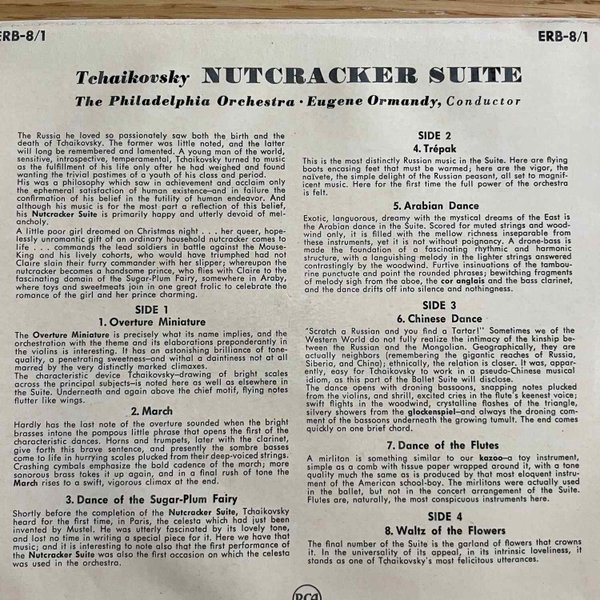 ERB-8/1
ERB-8/1
Tchaikovsky NUTCRACKER SUITE
The Philadelphia Orchestra • Eugene Ormandy, Conductor
The Russia he loved so passionately saw both the birth and the
death of Tchaikovsky. The former was little noted, and the latter
will long be remembered and lamented. A young man of the world,
sensitive, introspective, temperamental, Tchaikovsky turned to music
as the fulfillment of his life only after he had weighed and found
wanting the trivial pastimes of a youth of his class and period.
His was a philosophy which saw in achievement and acclaim only
the ephemeral satisfaction of human existence—and in failure the
confirmation of his belief in the futility of human endeavor. And
although his music is for the most part a reflection of this belief,
his Nutcracker Suite is primarily happy and utterly devoid of mel-
ancholy.
A little poor girl dreamed on Christmas night . . . her queer, hope-
lessly unromantic gift of an ordinary household nutcracker comes to
life . . . commands the lead soldiers in battle against the Mouse-
King and his lively cohorts, who would have triumphed had not
Claire slain their furry commander with her slipper; whereupon the
nutcracker becomes a handsome prince, who flies with Claire to the
fascinating domain of the Sugar-Plum Fairy, somewhere in Araby,
where toys and sweetmeats join in one great frolic to celebrate the
romance of the girl and her prince charming.
SIDE 1
1. Overture Miniature
The Overture Miniature is precisely what its name implies, and the
orchestration with the theme and its elaborations preponderantly in
the violins is interesting. It has an astonishing brilliance of tone-
quality, a penetrating sweetness—and withal a daintiness not at all
marred by the very distinctly marked climaxes.
The characteristic device Tchaikovsky—drawing of bright scales
across the principal subjects—is noted here as well as elsewhere in
the Suite. Underneath and again above the chief motif, flying notes
flutter like wings.
2. March
Hardly has the last note of the overture sounded when the bright
brasses intone the pompous little phrase that opens the first of the
characteristic dances. Horns and trumpets, later with the clarinet,
give forth this brave sentence, and presently the sombre basses
come to life in hurrying scales plucked from their deep-voiced strings.
Crashing cymbals emphasize the bold cadence of the march; more
sonorous brass takes it up again, and in a final rush of tone the
March rises to a swift, vigorous climax at the end.
3. Dance of the Sugar-Plum Fairy
Shortly before the completion of the Nutcracker Suite, Tchaikovsky
heard for the first time, in Paris, the celesta which had just been
invented by Mustel. He was utterly fascinated by its lovely tone,
and lost no time in writing a special piece for it. Here we have that
music; and it is interesting to note also that the first performance of
the Nutcracker Suite was also the first occasion on which the celesta
was used in the orchestra.
SIDE 2
4. Trépak
This is the most distinctly Russian music in the Suite. Here are flying
boots encasing feet that must be warmed; here are the vigor, the
naïvete, the simple delight of the Russian peasant, all set to magnif-
icent music. Here for the first time the full power of the orchestra
is felt.
5. Arabian Dance
Exotic, languorous, dreamy with the mystical dreams of the East is
the Arabian dance in the Suite. Scored for muted strings and wood-
wind only, it is filled with the mellow richness inseparable from
these instruments, yet it is not without poignancy. A drone-bass is
made the foundation of a fascinating rhythmic and harmonic
structure, with a languishing melody in the lighter strings answered
contrastingly by the woodwind. Furtive insinuations of the tambou-
rine punctuate and point the rounded phrases; bewitching fragments
of melody sigh from the oboe, the cor anglais and the bass clarinet,
and the dance drifts off into silence and nothingness.
SIDE 3
6. Chinese Dance
"Scratch a Russian and you find a Tartar!" Sometimes we of the
Western World do not fully realize the intimacy of the kinship be-
tween the Russian and the Mongolian. Geographically, they are
actually neighbors (remembering the gigantic reaches of Russia,
Siberia, and China); ethnically, the relation is closer. It was, appar-
ently, easy for Tchaikovsky to work in a pseudo-Chinese musical
idiom, as this part of the Ballet Suite will disclose.
The dance opens with droning bassoons, snapping notes plucked
from the violins, and shrill, excited cries in the flute's keenest voice;
swift flights in the woodwind, crystalline flashes of the triangle,
silvery showers from the glockenspiel—and always the droning com-
ment of the bassoons underneath the growing tumult. The end comes
quickly on one brief chord.
7. Dance of the Flutes
A mirliton is something similar to our kazoo—a toy instrument,
simple as a comb with tissue paper wrapped around it, with a tone
quality much the same as is produced by that most eloquent instru-
ment of the American school-boy. The mirlitons were actually used
in the ballet, but not in the concert arrangement of the Suite.
Flutes are, naturally, the most conspicuous instruments here.
SIDE 4
8. Waltz of the Flowers
The final number of the Suite is the garland of flowers that crowns
it. In the universality of its appeal, in its intrinsic loveliness, it
stands as one of Tchaikovsky's most felicitous utterances.
RCA